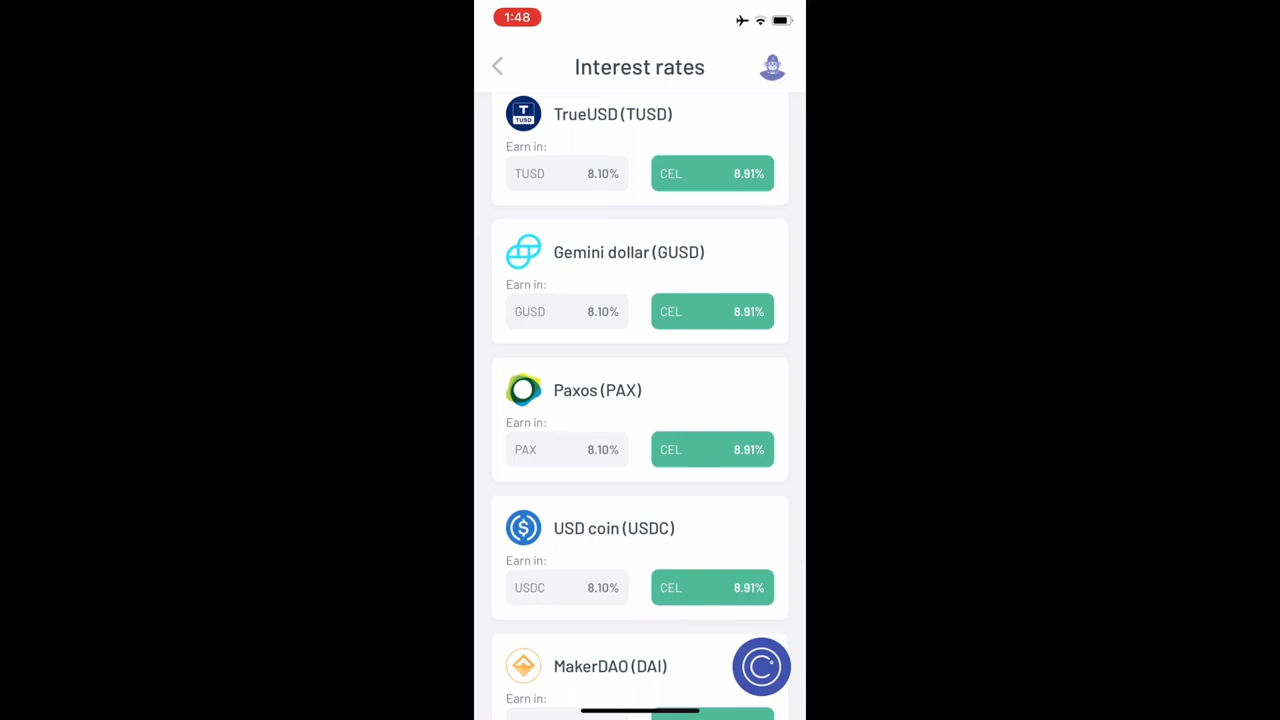 1:48
Interest rates
T
TUSD
TrueUSD (TUSD)
Earn in:
TUSD 8.10% CEL 8.91%
Gemini dollar (GUSD)
Earn in:
GUSD 8.10% CEL 8.91%
Paxos (PAX)
Earn in:
PAX 8.10% CEL 8.91%
USD coin (USDC)
Earn in:
USDC 8.10% CEL 8.91%
MakerDAO (DAI)
Earn in: